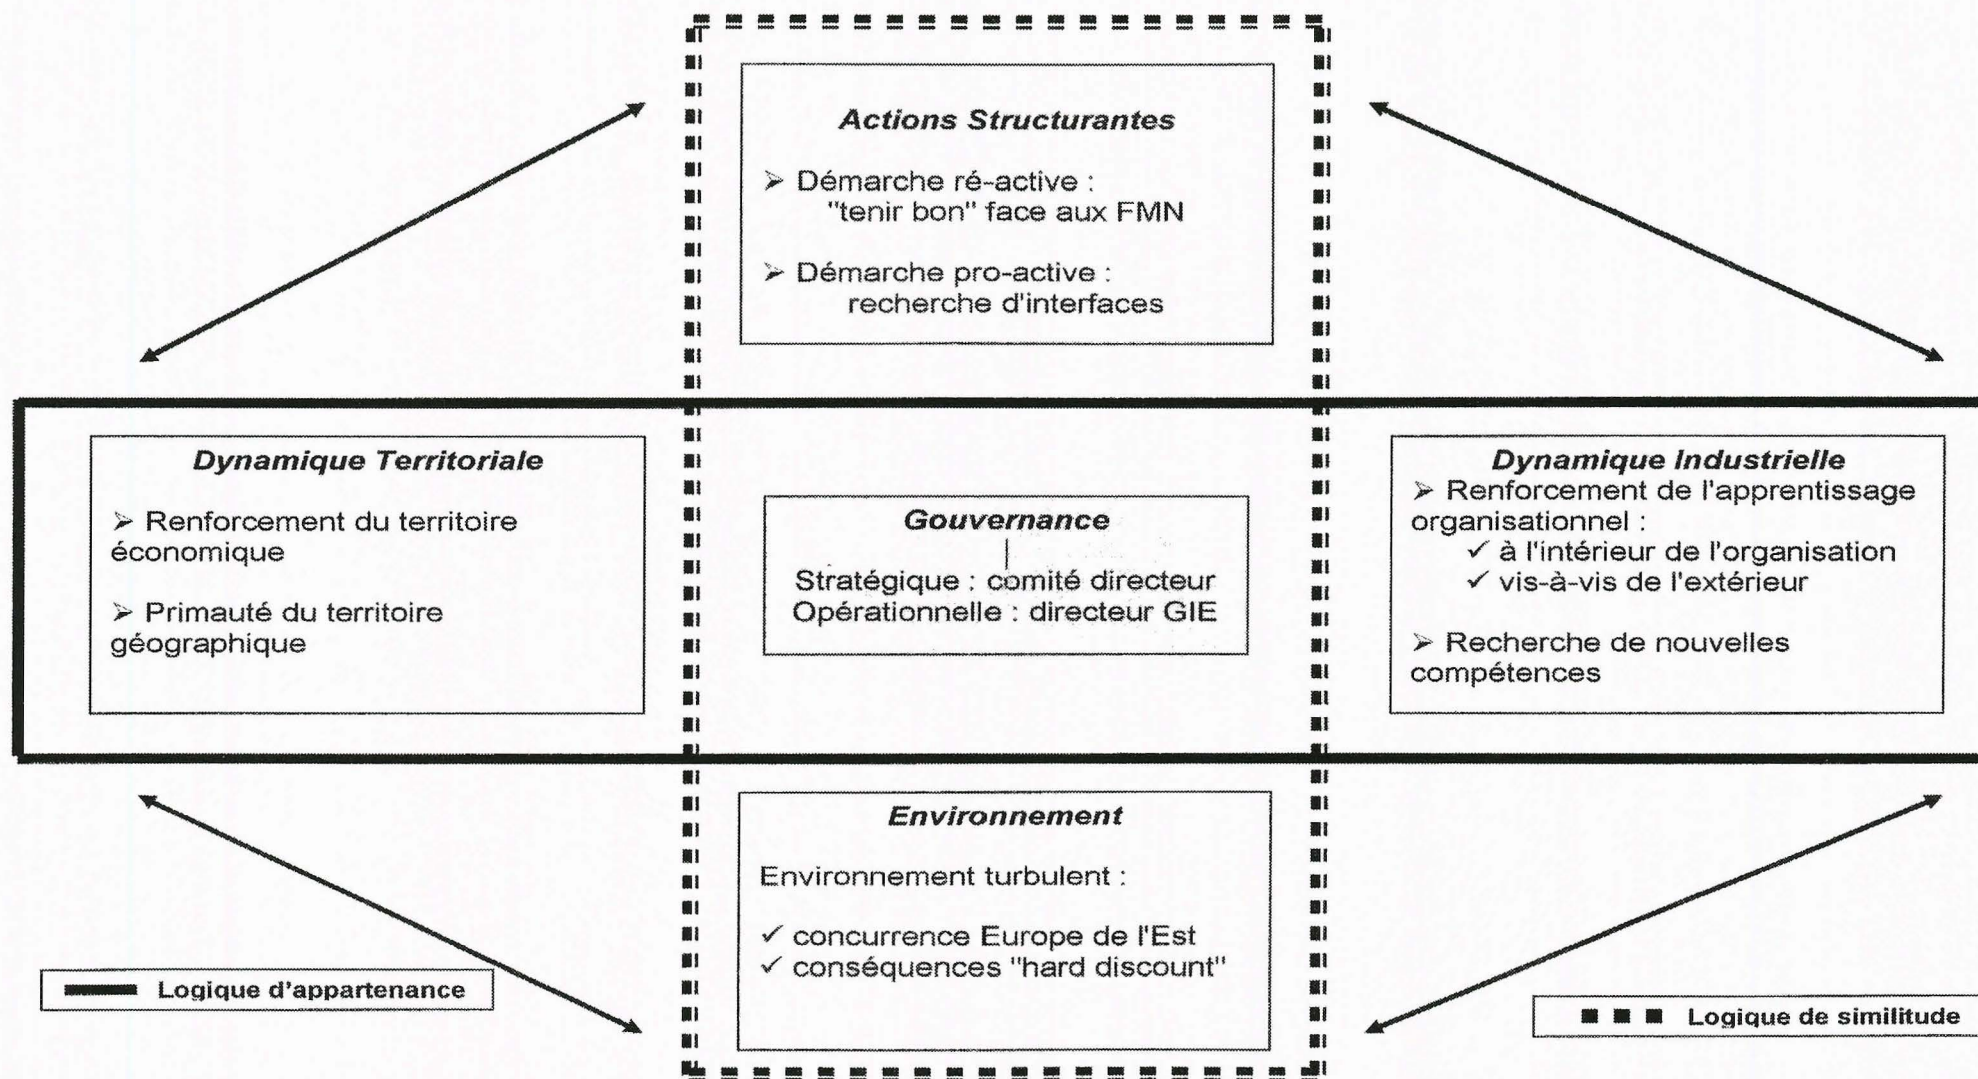 Actions Structurantes
➢ Démarche ré-active :
"tenir bon" face aux FMN
➢ Démarche pro-active :
recherche d'interfaces
Dynamique Territoriale
➢ Renforcement du territoire
économique
➢ Primauté du territoire
géographique
Gouvernance
Stratégique : comité directeur
Opérationnelle : directeur GIE
Dynamique Industrielle
➢ Renforcement de l'apprentissage
organisationnel :
✓ à l'intérieur de l'organisation
✓ vis-à-vis de l'extérieur
➢ Recherche de nouvelles
compétences
Environnement
Environnement turbulent :
✓ concurrence Europe de l'Est
✓ conséquences "hard discount"
Logique d'appartenance
Logique de similitude